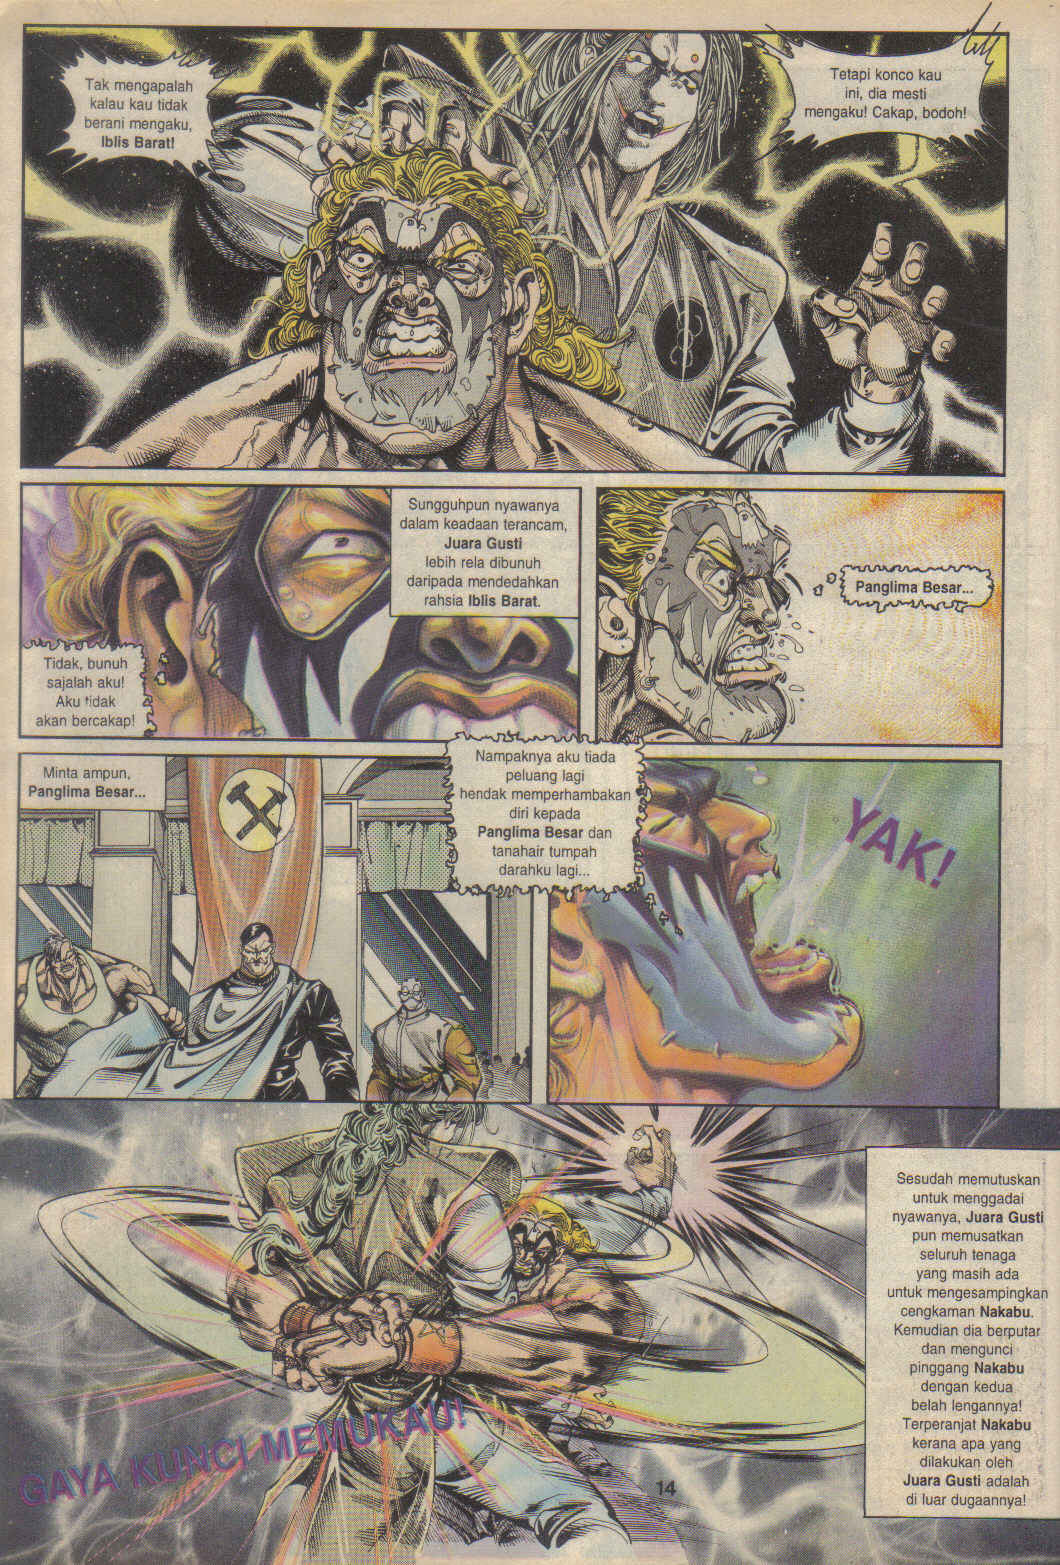 Tak mengapalah
kalau kau tidak
berani mengaku,
Iblis Barat!
Tetapi konco kau
ini, dia mesti
mengaku! Cakap, bodoh!
Sungguhpun nyawanya
dalam keadaan terancam,
Juara Gusti
lebih rela dibunuh
daripada mendedahkan
rahsia Iblis Barat.
Tidak, bunuh
sajalah aku!
Aku tidak
akan bercakap!
Panglima Besar...
Minta ampun,
Panglima Besar...
Nampaknya aku tiada
peluang lagi
hendak memperhambakan
diri kepada
Panglima Besar dan
tanahair tumpah
darahku lagi...
YAK!
Sesudah memutuskan
untuk menggadai
nyawanya, Juara Gusti
pun memusatkan
seluruh tenaga
yang masih ada
untuk mengesampingkan
cengkaman Nakabu.
Kemudian dia berputar
dan mengunci
pinggang Nakabu
dengan kedua
belah lengannya!
Terperanjat Nakabu
kerana apa yang
dilakukan oleh
Juara Gusti adalah
di luar dugaannya!
GAYA KUNCI MEMUKAU!
14